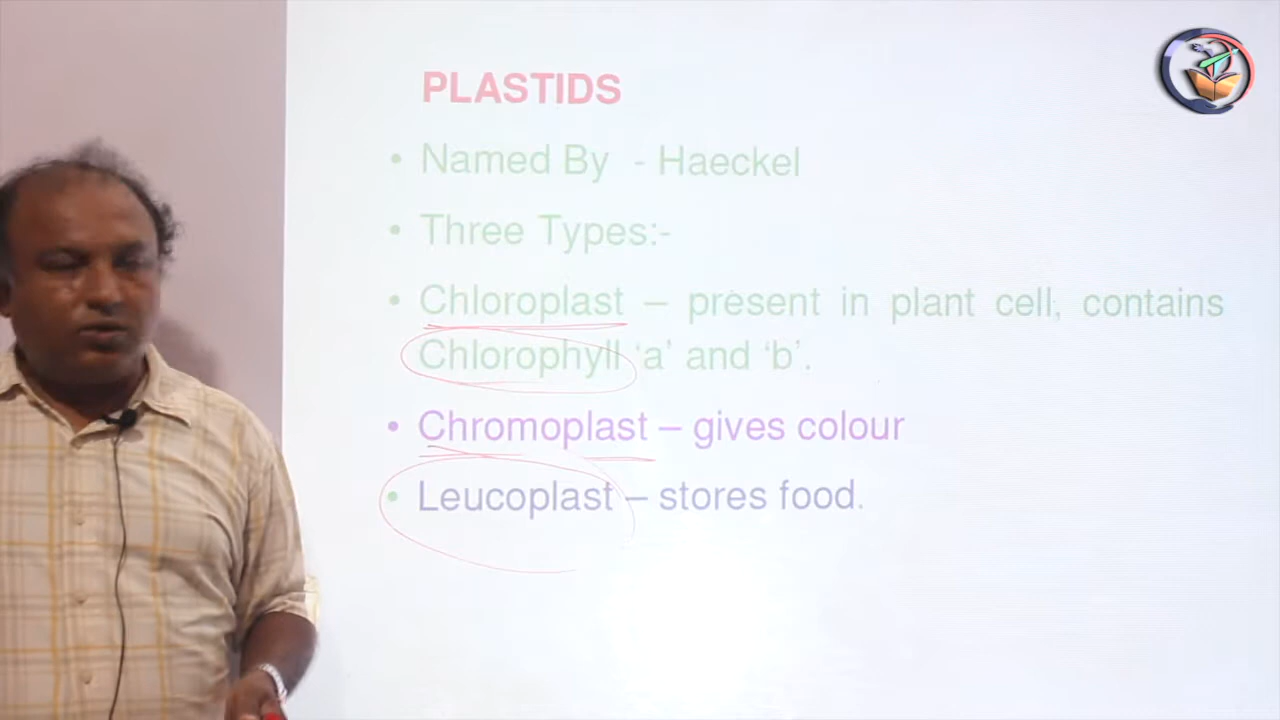 PLASTIDS
• Named By - Haeckel
• Three Types:-
• Chloroplast – present in plant cell, contains
Chlorophyll ‘a’ and ‘b’.
• Chromoplast – gives colour
• Leucoplast – stores food.